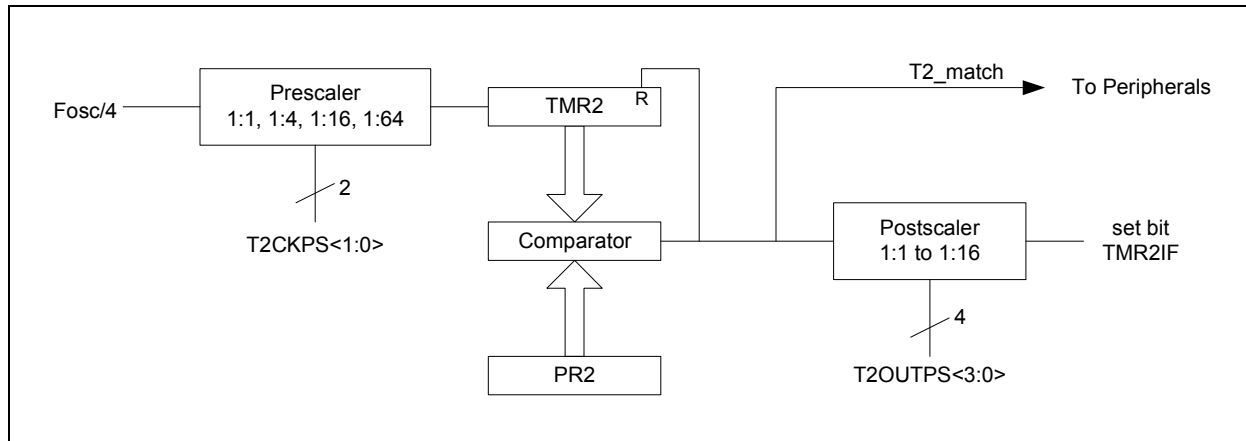 Fosc/4
Prescaler
1:1, 1:4, 1:16, 1:64
2
T2CKPS<1:0>
TMR2
R
Comparator
PR2
T2_match
To Peripherals
Postscaler
1:1 to 1:16
4
T2OUTPS<3:0>
set bit
TMR2IF